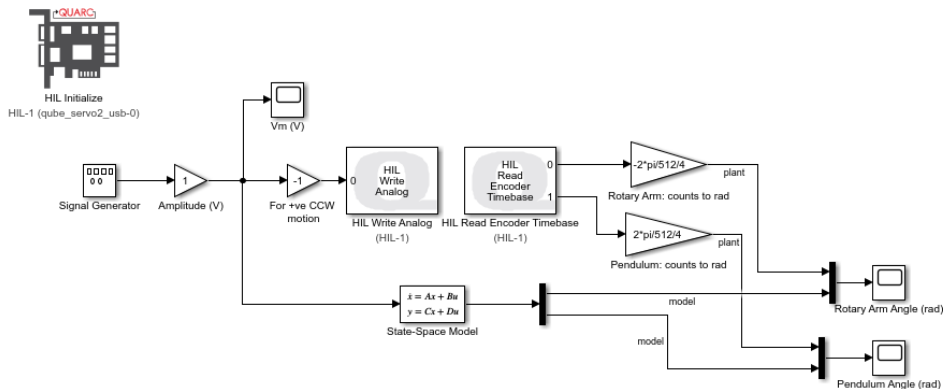 QUARC
HIL Initialize
HIL-1 (qube_servo2_usb-0)
Vm (V)
Signal Generator
1
Amplitude (V)
-1
For +ve CCW
motion
0
HIL
Write
Analog
HIL Write Analog
(HIL-1)
HIL
Read
Encoder
Timebase
0
1
HIL Read Encoder Timebase
(HIL-1)
-2*pi/512/4
plant
Rotary Arm: counts to rad
2*pi/512/4
plant
Pendulum: counts to rad
ẋ = Ax + Bu
y = Cx + Du
State-Space Model
model
model
Rotary Arm Angle (rad)
Pendulum Angle (rad)